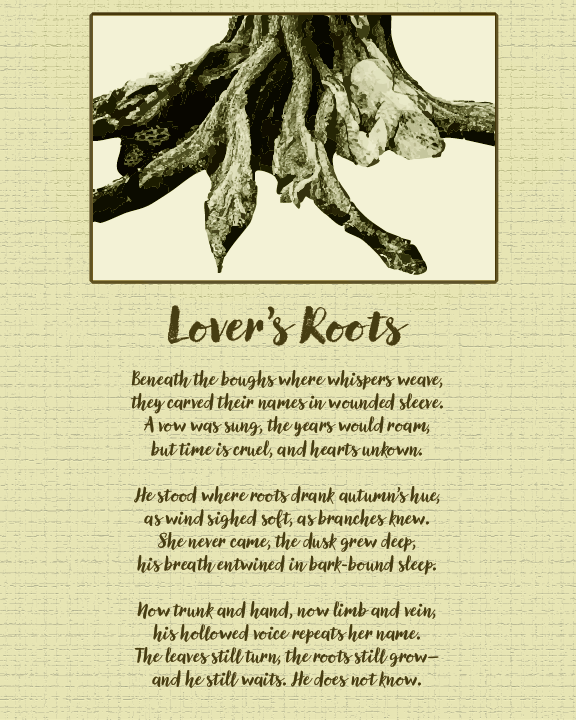 Lover's Roots
Beneath the boughs where whispers weave,
they carved their names in wounded sleeve.
A vow was sung, the years would roam,
but time is cruel, and hearts unkown.
He stood where roots drank autumn's hue,
as wind sighed soft, as branches knew.
She never came, the dusk grew deep,
his breath entwined in bark-bound sleep.
Now trunk and hand, now limb and vein,
his hollowed voice repeats her name.
The leaves still turn, the roots still grow—
and he still waits. He does not know.